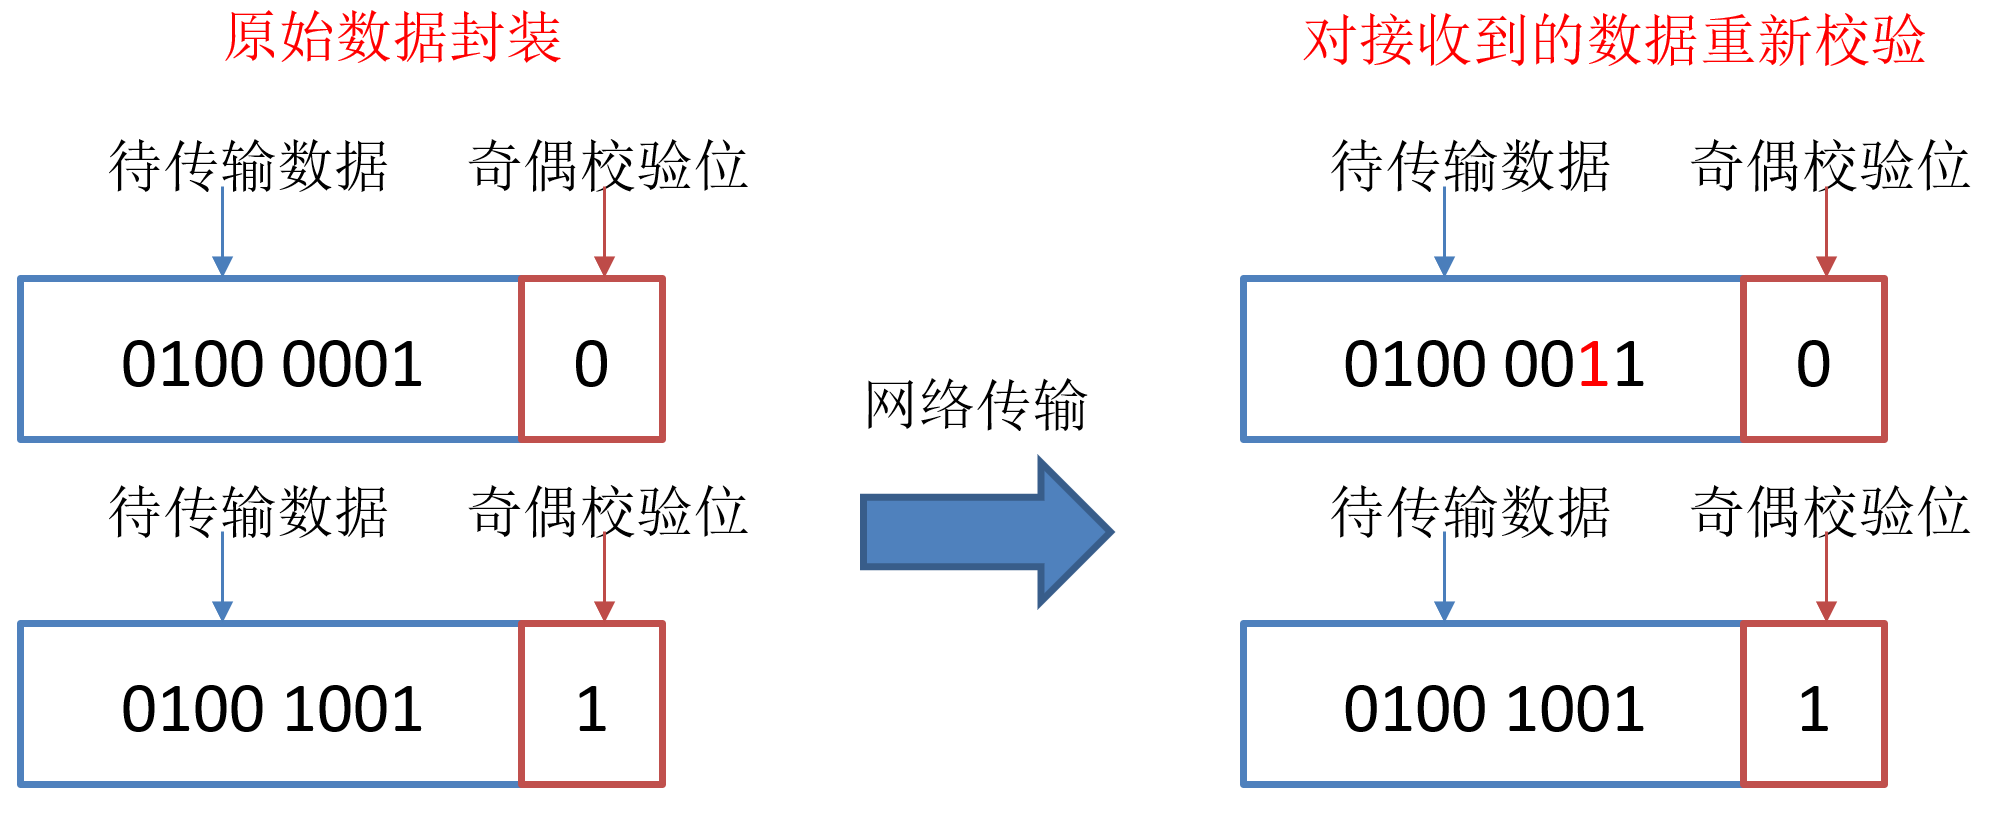 原始数据封装
对接收到的数据重新校验
待传输数据 奇偶校验位
待传输数据 奇偶校验位
0100 0001 0
0100 0011 0
网络传输
待传输数据 奇偶校验位
待传输数据 奇偶校验位
0100 1001 1
0100 1001 1